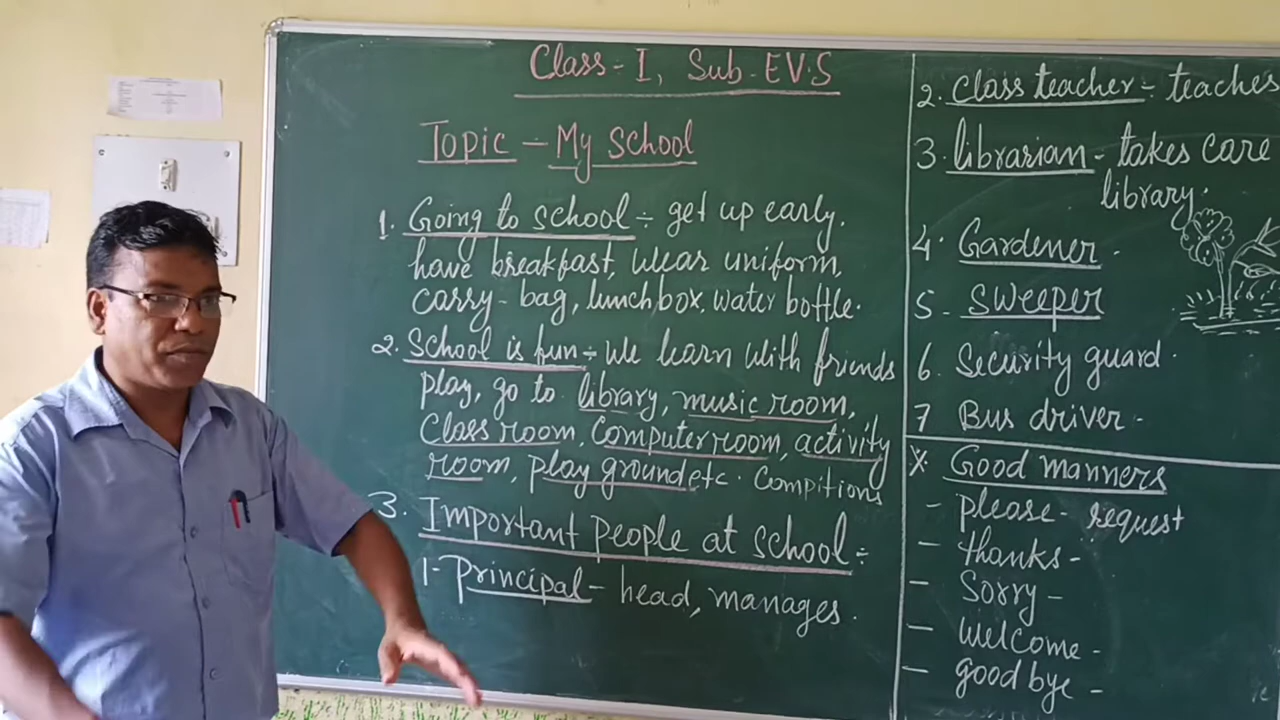 Class - I, Sub - EV.S
Topic - My School
1. Going to school ÷ get up early.
have breakfast, wear uniform,
carry - bag, lunch box, water bottle.
2. School is fun ÷ We learn with friends
play, go to library, music room,
Class room, Computer room, activity
room, play ground etc. Compitions
3. Important people at school ÷
1- Principal - head, manages.
2. Class teacher ÷ teaches
3. librarian - takes care
library.
4. Gardener.
5- Sweeper
6. Security guard.
7 Bus driver -
X. Good manners
- please - request
- thanks -
- Sorry -
- Welcome -
- good bye -